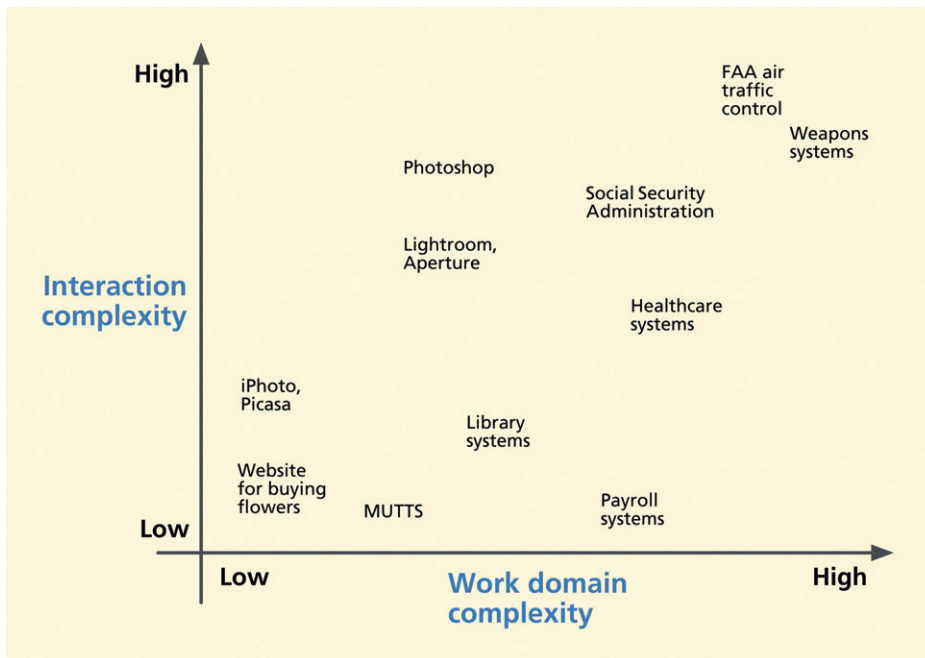 High
FAA air
traffic
control
Weapons
systems
Photoshop
Social Security
Administration
Lightroom,
Aperture
Interaction
complexity
Healthcare
systems
iPhoto,
Picasa
Library
systems
Website
for buying
flowers
MUTTS
Payroll
systems
Low
Low
Work domain
complexity
High